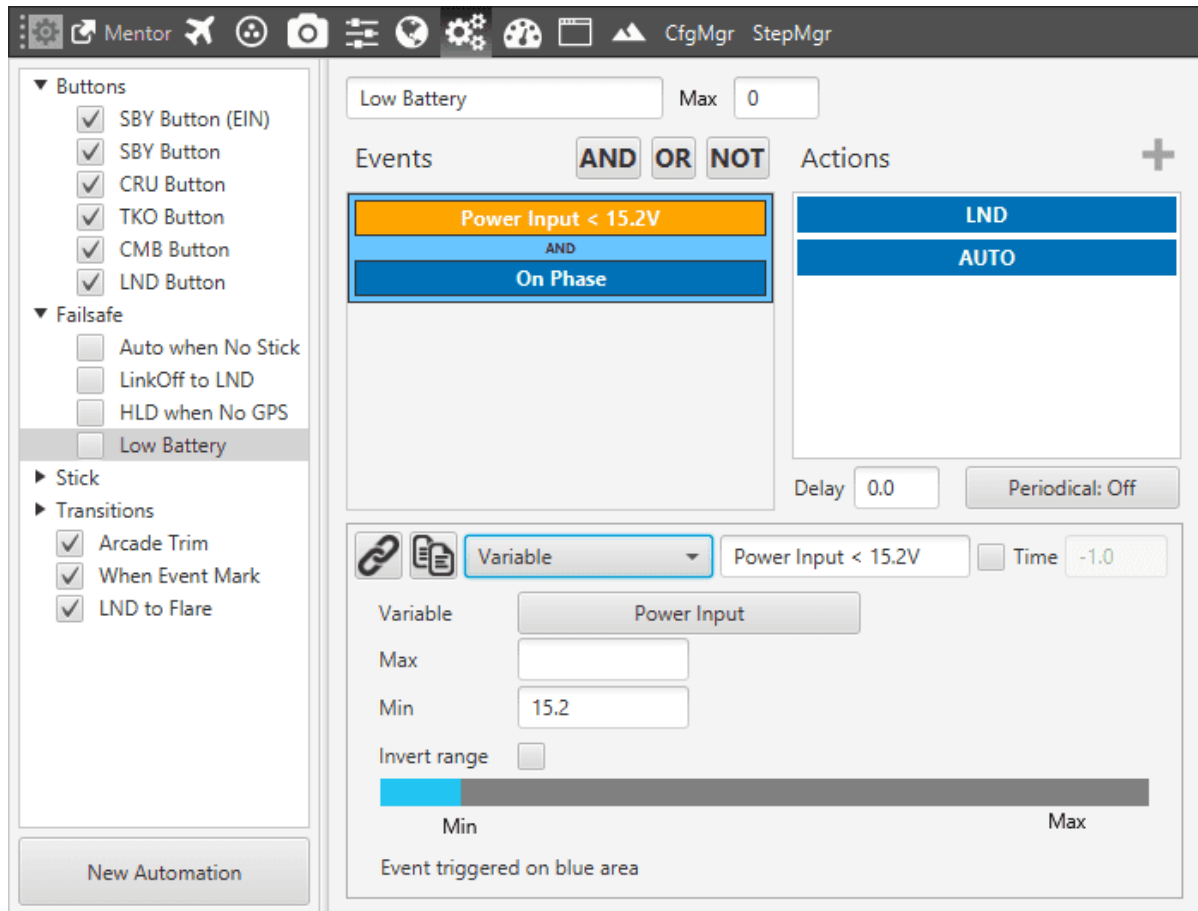 Mentor CfgMgr StepMgr
Buttons
SBY Button (EIN)
SBY Button
CRU Button
TKO Button
CMB Button
LND Button
Failsafe
Auto when No Stick
LinkOff to LND
HLD when No GPS
Low Battery
Stick
Transitions
Arcade Trim
When Event Mark
LND to Flare
New Automation
Low Battery Max 0
Events AND OR NOT Actions
Power Input < 15.2V
AND
On Phase
LND
AUTO
Delay 0.0 Periodical: Off
Variable Power Input < 15.2V Time -1.0
Variable Power Input
Max
Min 15.2
Invert range
Min Max
Event triggered on blue area